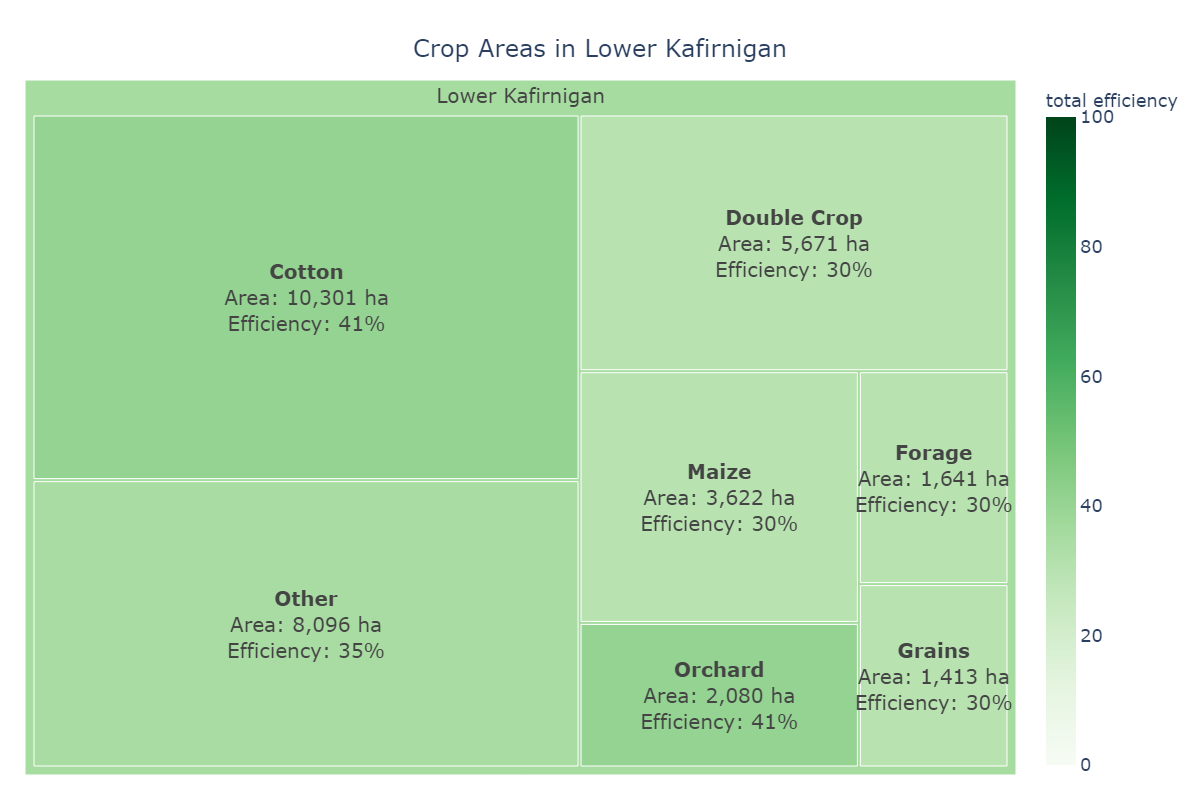 Crop Areas in Lower Kafirnigan
Lower Kafirnigan
Cotton
Area: 10,301 ha
Efficiency: 41%
Other
Area: 8,096 ha
Efficiency: 35%
Double Crop
Area: 5,671 ha
Efficiency: 30%
Maize
Area: 3,622 ha
Efficiency: 30%
Orchard
Area: 2,080 ha
Efficiency: 41%
Forage
Area: 1,641 ha
Efficiency: 30%
Grains
Area: 1,413 ha
Efficiency: 30%
total efficiency
100
80
60
40
20
0